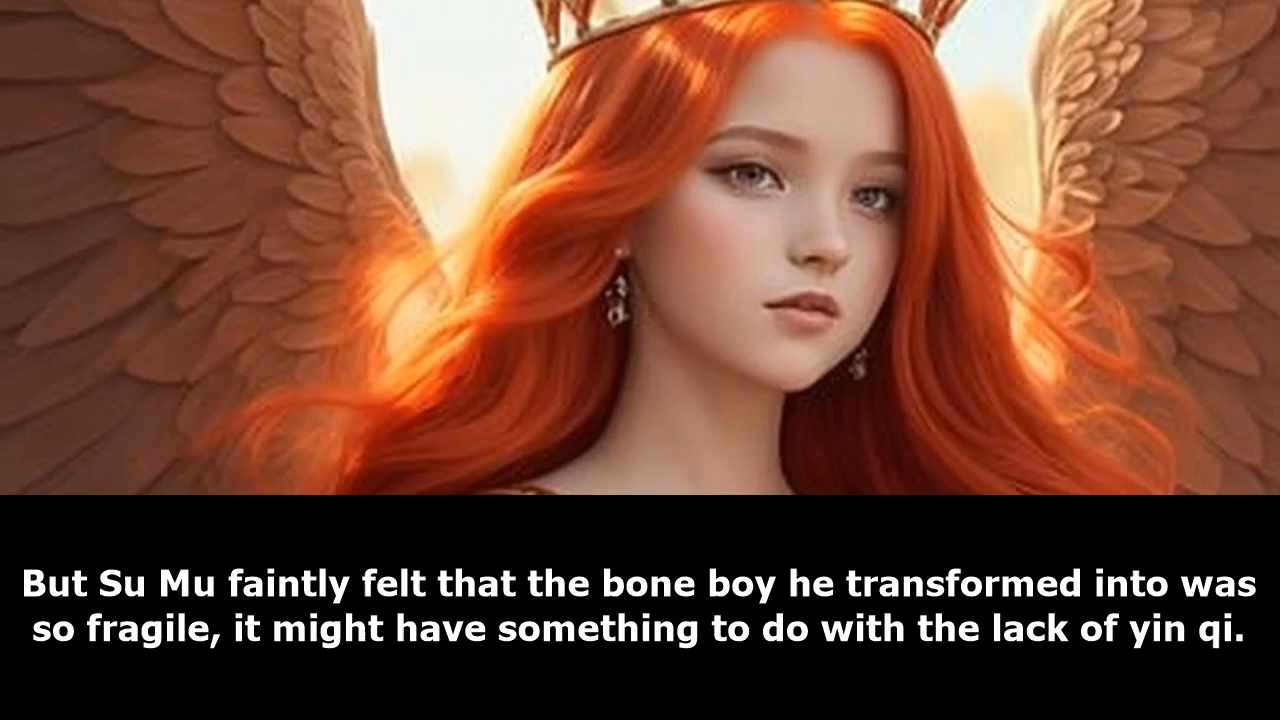 But Su Mu faintly felt that the bone boy he transformed into was
so fragile, it might have something to do with the lack of yin qi.